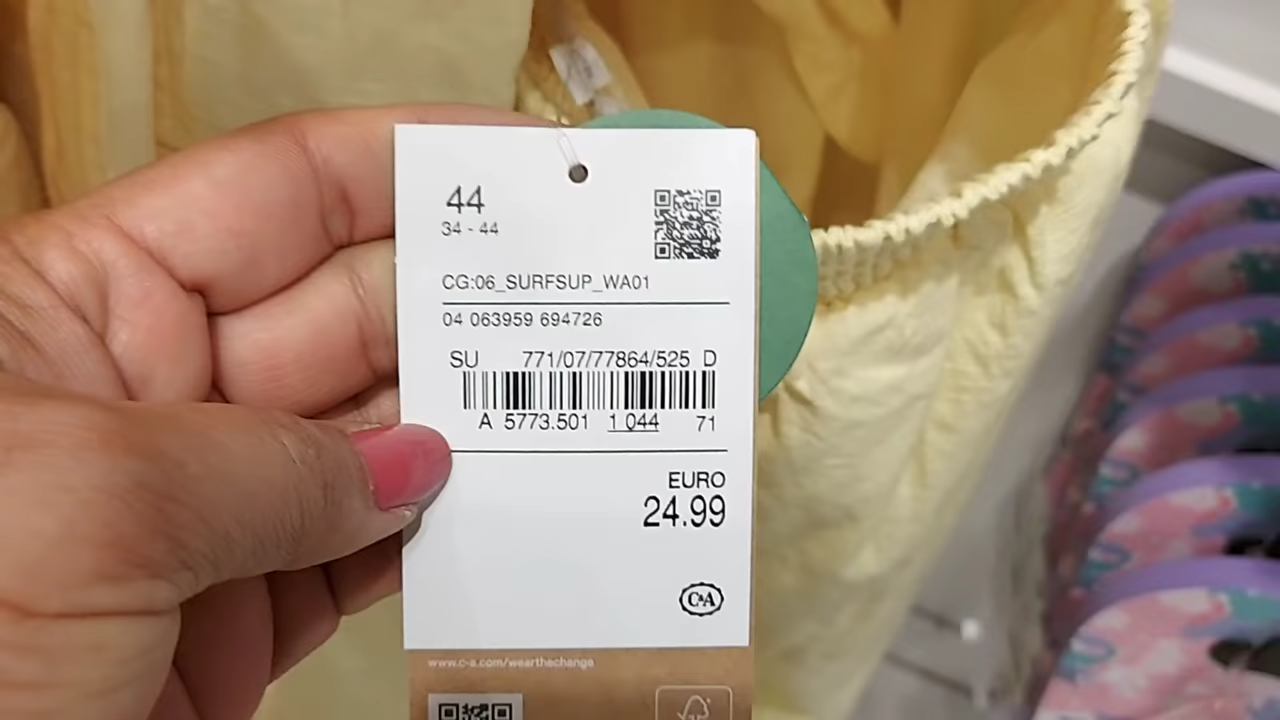 44
34 - 44
CG:06_SURFSUP_WA01
04 063959 694726
SU 771/07/77864/525 D
A 5773.501 1 044 71
EURO
24.99
C&A
www.c-a.com/wearthechange